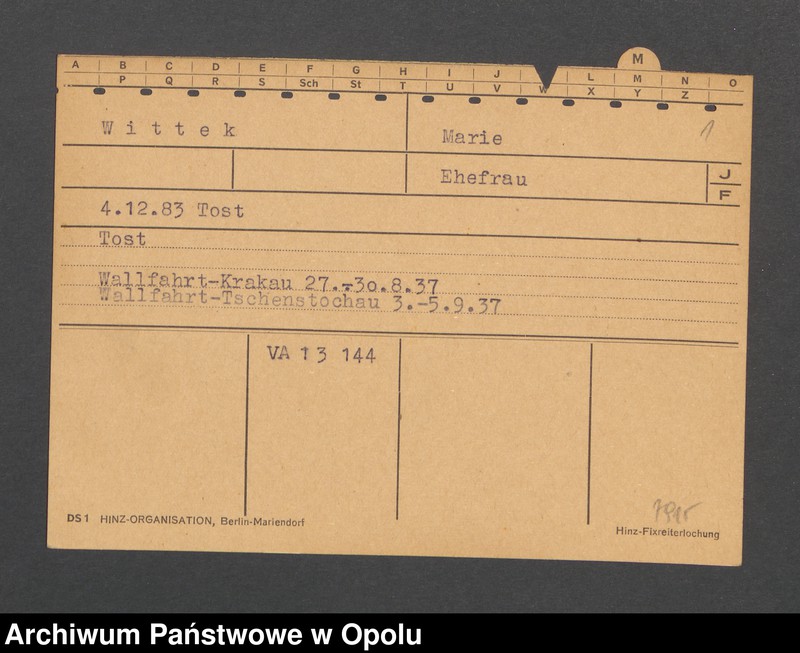 A | B | C | D | E | F | G | H | I | J | L | M | N | O
P | Q | R | S | Sch | St | T | U | V | W | X | Y | Z
M
Wittek Marie 1
Ehefrau J
F
4.12.83 Tost
Tost
Wallfahrt-Krakau 27.-30.8.37
Wallfahrt-Tschenstochau 3.-5.9.37
VA 13 144
DS1 HINZ-ORGANISATION, Berlin-Mariendorf
Hinz-Fixreiterlochung
Archiwum Państwowe w Opolu